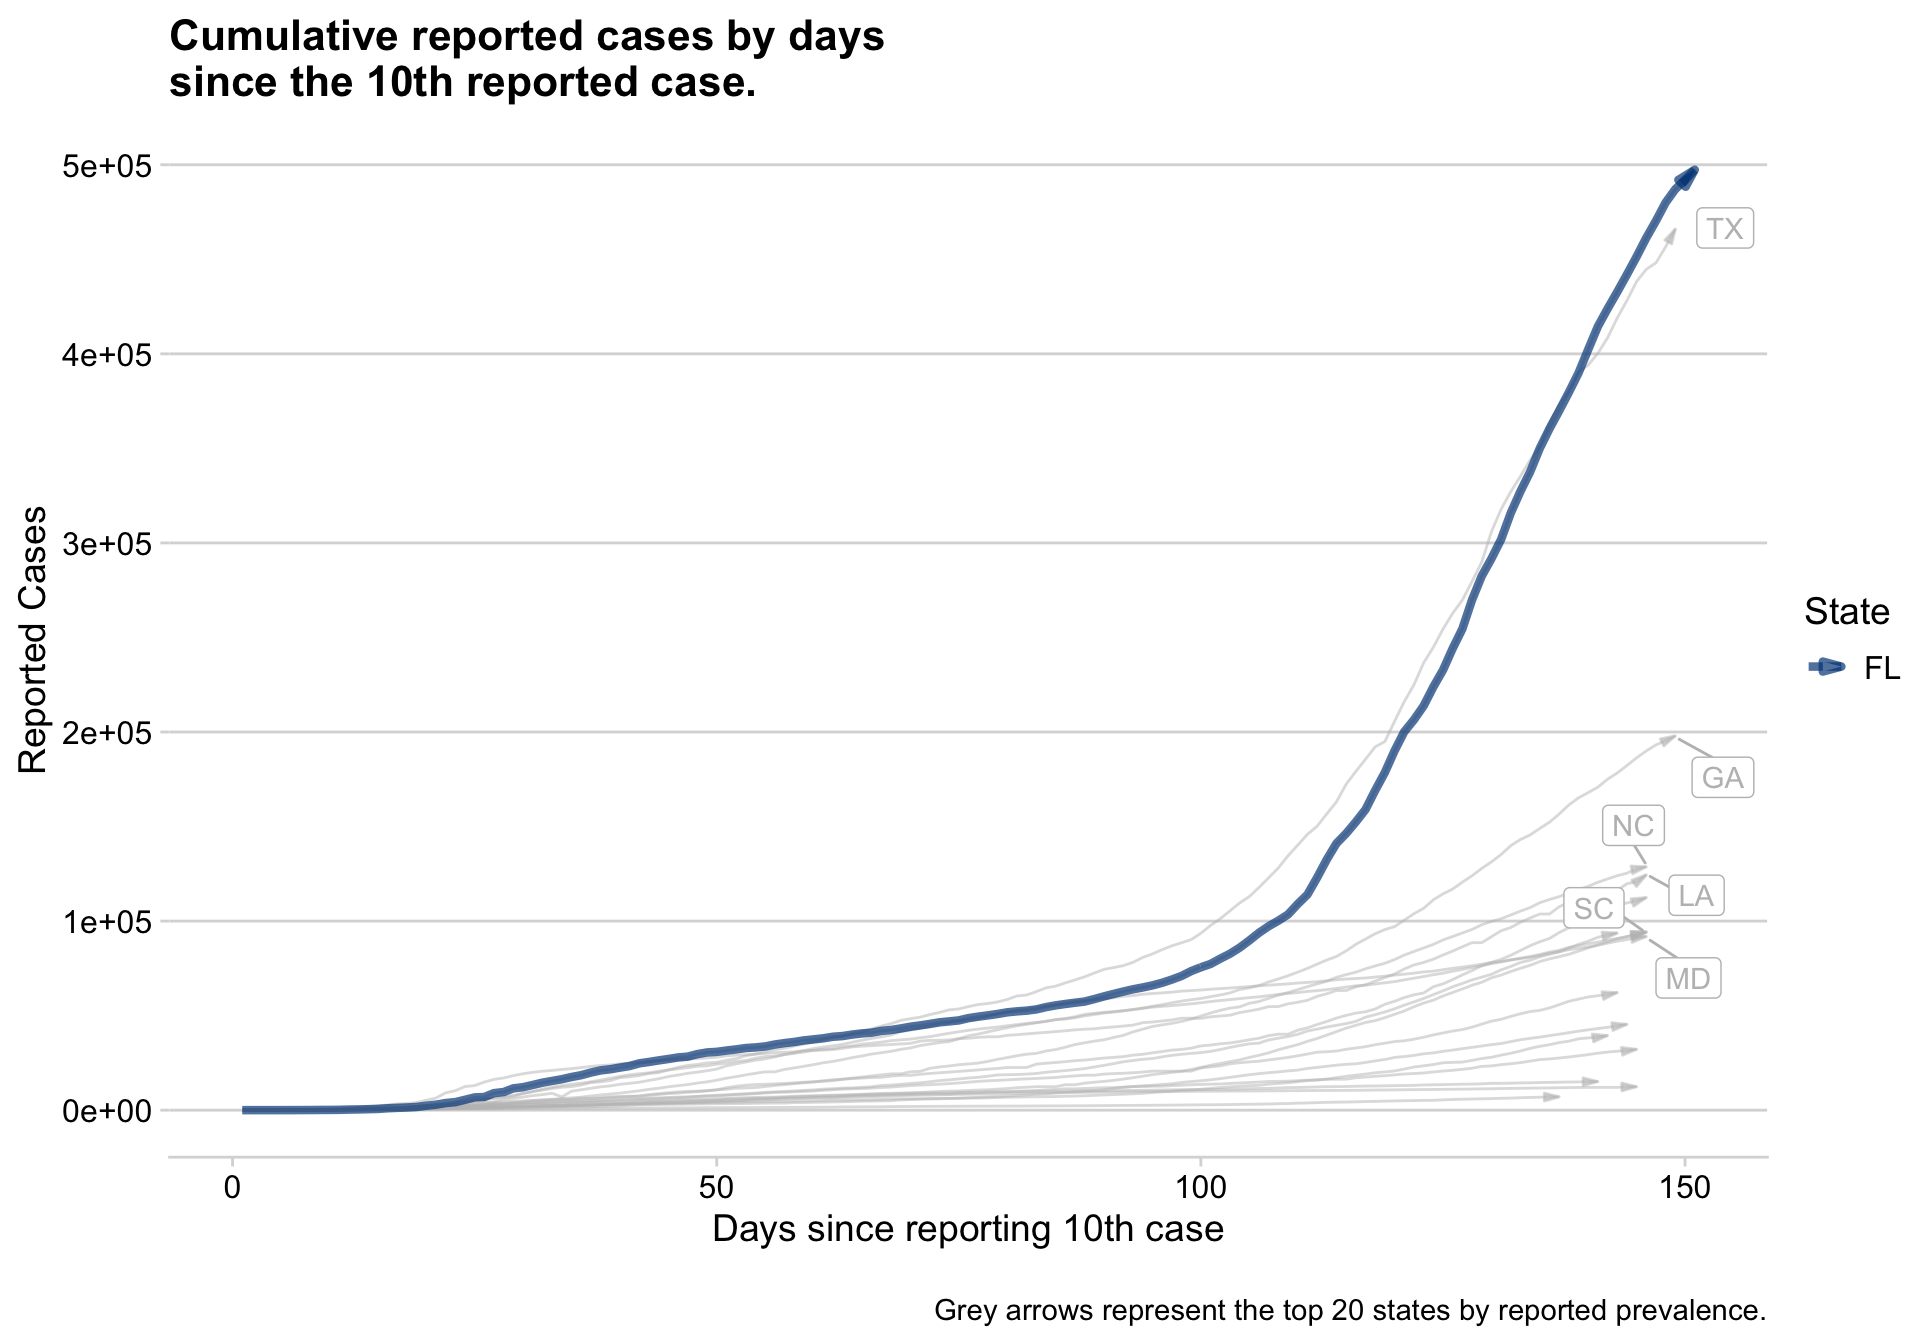 Cumulative reported cases by days
since the 10th reported case.
5e+05
4e+05
3e+05
2e+05
1e+05
0e+00
Reported Cases
TX
GA
NC
LA
SC
MD
State
FL
0 50 100 150
Days since reporting 10th case
Grey arrows represent the top 20 states by reported prevalence.